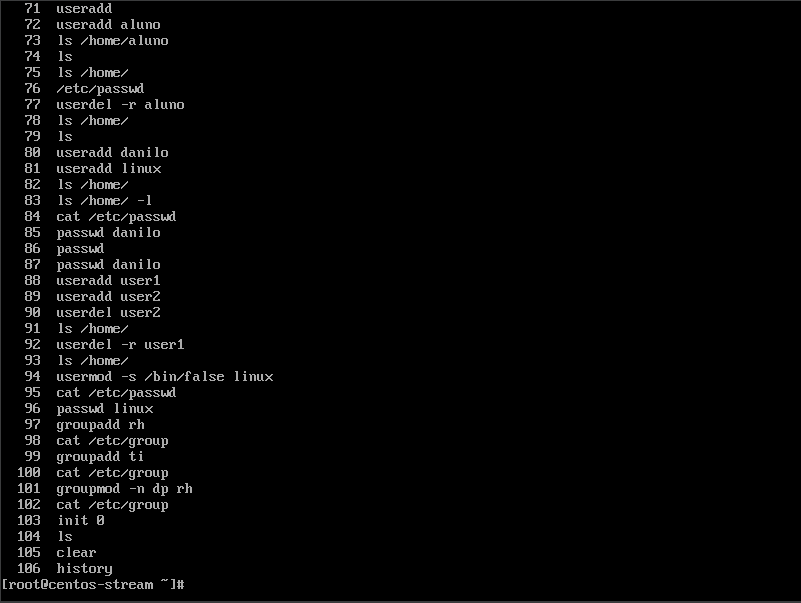 71 useradd
72 useradd aluno
73 ls /home/aluno
74 ls
75 ls /home/
76 /etc/passwd
77 userdel -r aluno
78 ls /home/
79 ls
80 useradd danilo
81 useradd linux
82 ls /home/
83 ls /home/ -l
84 cat /etc/passwd
85 passwd danilo
86 passwd
87 passwd danilo
88 useradd user1
89 useradd user2
90 userdel user2
91 ls /home/
92 userdel -r user1
93 ls /home/
94 usermod -s /bin/false linux
95 cat /etc/passwd
96 passwd linux
97 groupadd rh
98 cat /etc/group
99 groupadd ti
100 cat /etc/group
101 groupmod -n dp rh
102 cat /etc/group
103 init 0
104 ls
105 clear
106 history
[root@centos-stream ~]#